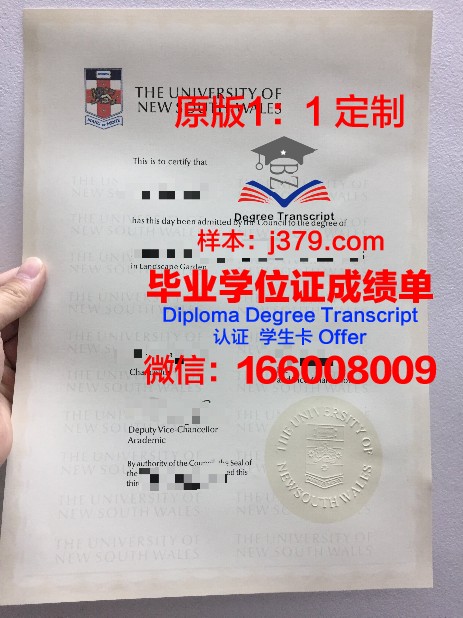 THE UNIVERSITY OF
NEW SOUTH WALES
原版1：1 定制
This is to certify that
BZ
Degree Transcript
has this day been admitted by the Council to the degree of
样本：j379.com
in Landscape Garden
毕业学位证成绩单
Diploma Degree Transcript
认证 学生卡 Offer
微信：166008009
Deputy Vice-Chancellor
Academic
By authority of the Council, the Seal of
the
ed this
THE UNIVERSITY OF
NEW SOUTH WALES